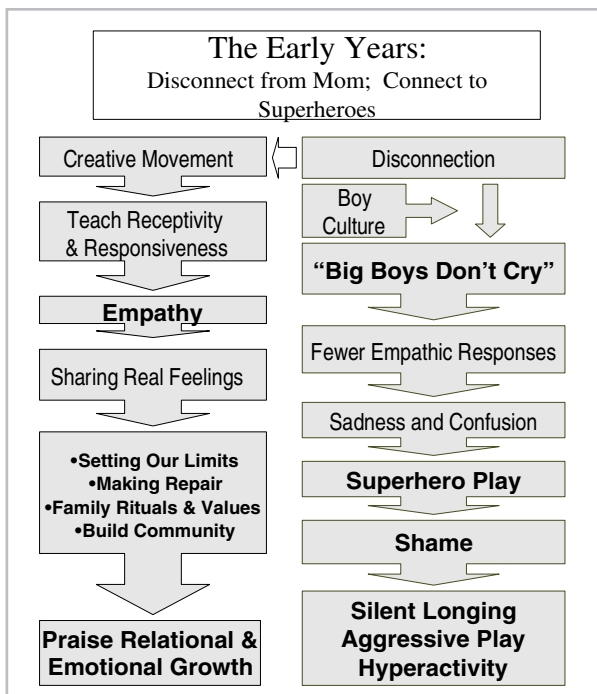 The Early Years:
Disconnect from Mom; Connect to
Superheroes
Creative Movement
Teach Receptivity
& Responsiveness
Empathy
Sharing Real Feelings
•Setting Our Limits
•Making Repair
•Family Rituals & Values
•Build Community
Praise Relational &
Emotional Growth
Disconnection
Boy
Culture
“Big Boys Don’t Cry”
Fewer Empathic Responses
Sadness and Confusion
Superhero Play
Shame
Silent Longing
Aggressive Play
Hyperactivity